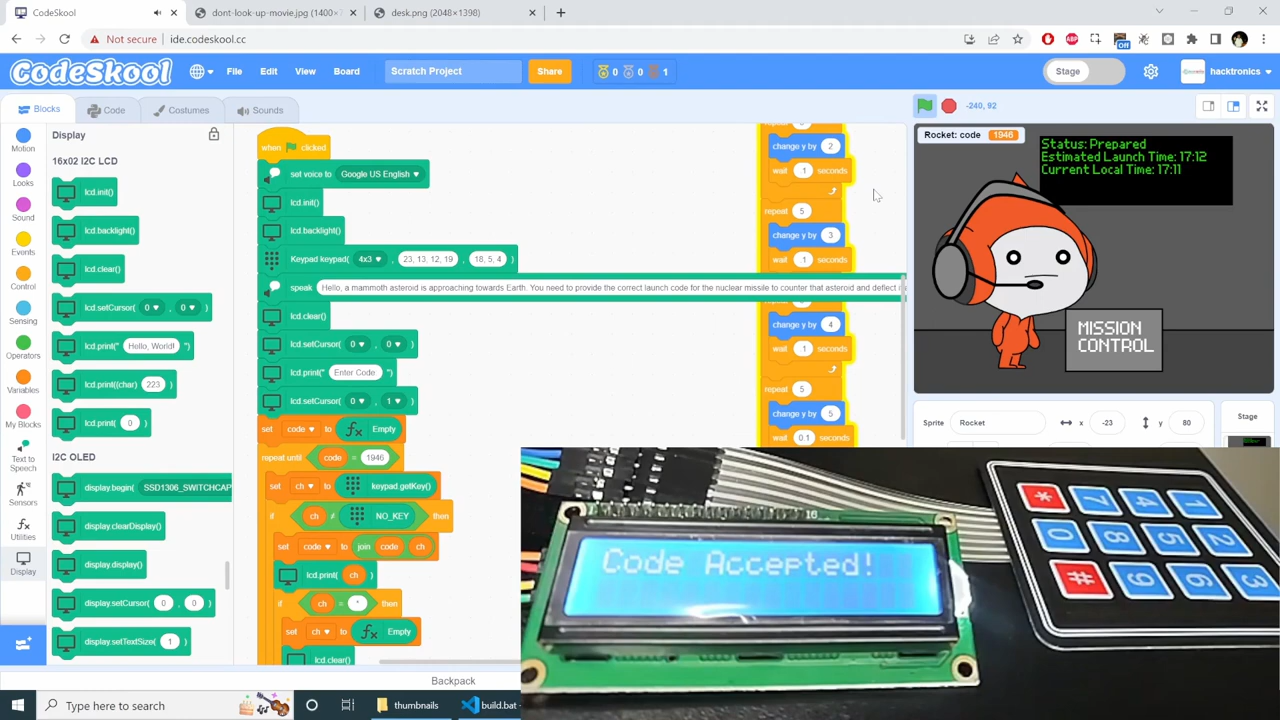 CodeSkool
dont-look-up-movie.jpg (1400×
desk.png (2048×1398)
Not secure
ide.codeskool.cc
Off
CodeSkool
File
Edit
View
Board
Scratch Project
Share
0
0
1
Stage
hacktronics
Blocks
Code
Costumes
Sounds
-240, 92
Motion
Looks
Sound
Events
Control
Sensing
Operators
Variables
My Blocks
Text to
Speech
Sensors
Utilities
Display
Display
16x02 I2C LCD
lcd.init()
lcd.backlight()
lcd.clear()
lcd.setCursor( 0 , 0 )
lcd.print(" Hello, World! ")
lcd.print((char) 223 )
lcd.print( 0 )
I2C OLED
display.begin( SSD1306_SWITCHCAP
display.clearDisplay()
display.display()
display.setCursor( 0 , 0 )
display.setTextSize( 1 )
when clicked
set voice to Google US English
lcd.init()
lcd.backlight()
Keypad keypad( 4x3 , 23, 13, 12, 19 , 18, 5, 4 )
speak Hello, a mammoth asteroid is approaching towards Earth. You need to provide the correct launch code for the nuclear missile to counter that asteroid and deflect
lcd.clear()
lcd.setCursor( 0 , 0 )
lcd.print(" Enter Code ")
lcd.setCursor( 0 , 1 )
set code to fx Empty
repeat until code = 1946
set ch to keypad.getKey()
if ch ≠ NO_KEY then
set code to join code ch
lcd.print( ch )
if ch = * then
set ch to fx Empty
lcd.clear()
change y by 2
wait .1 seconds
repeat 5
change y by 3
wait .1 seconds
change y by 4
wait .1 seconds
repeat 5
change y by 5
wait 0.1 seconds
Rocket: code 1946
Status: Prepared
Estimated Launch Time: 17:12
Current Local Time: 17:11
MISSION
CONTROL
Sprite
Rocket
x
-23
y
80
Stage
16
Code Accepted!
* 7 4 1
0 8 5 2
# 9 6 3
Backpack
Type here to search
thumbnails
build.bat -